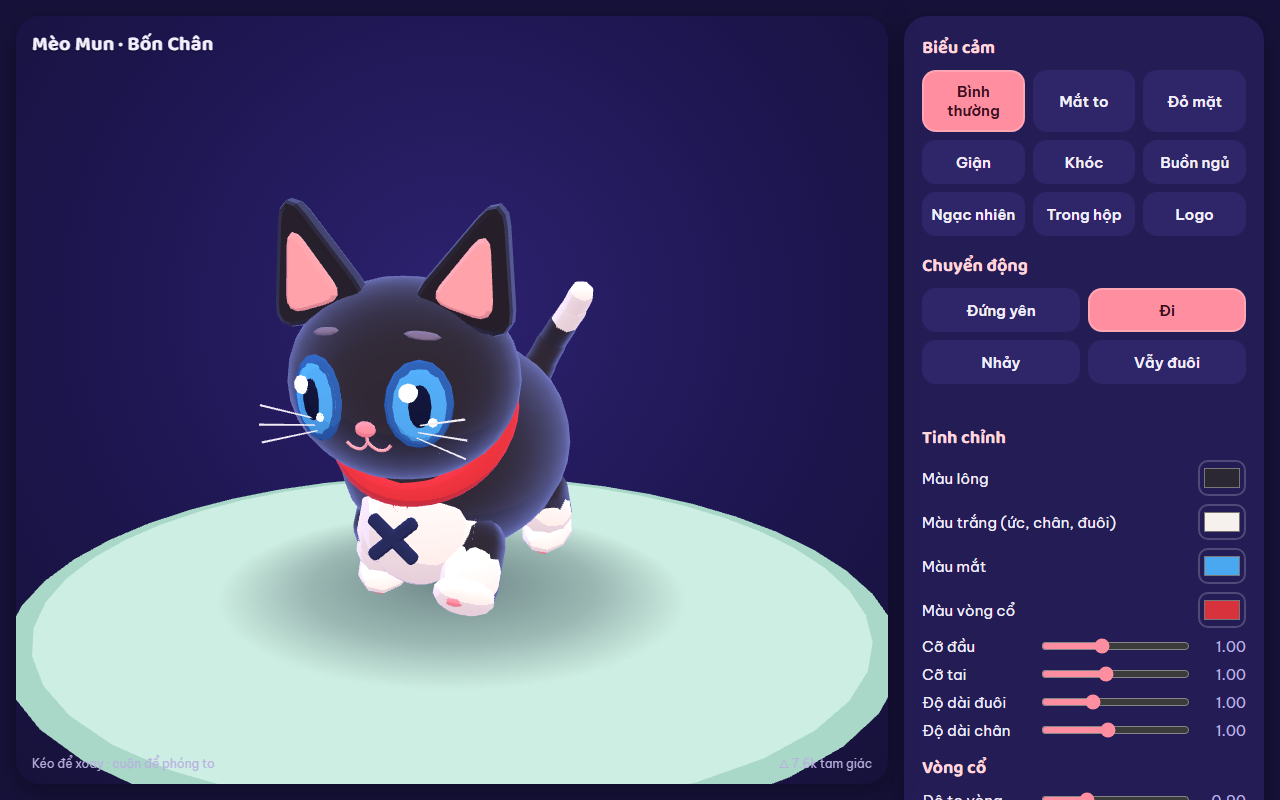 Mèo Mun · Bốn Chân
Biểu cảm
Bình
thường
Mắt to
Đỏ mặt
Giận
Khóc
Buồn ngủ
Ngạc nhiên
Trong hộp
Logo
Chuyển động
Đứng yên
Đi
Nhảy
Vẫy đuôi
Tinh chỉnh
Màu lông
Màu trắng (ức, chân, đuôi)
Màu mắt
Màu vòng cổ
Cỡ đầu 1.00
Cỡ tai 1.00
Độ dài đuôi 1.00
Độ dài chân 1.00
Vòng cổ
Kéo để xoay · cuộn để phóng to
tam giác